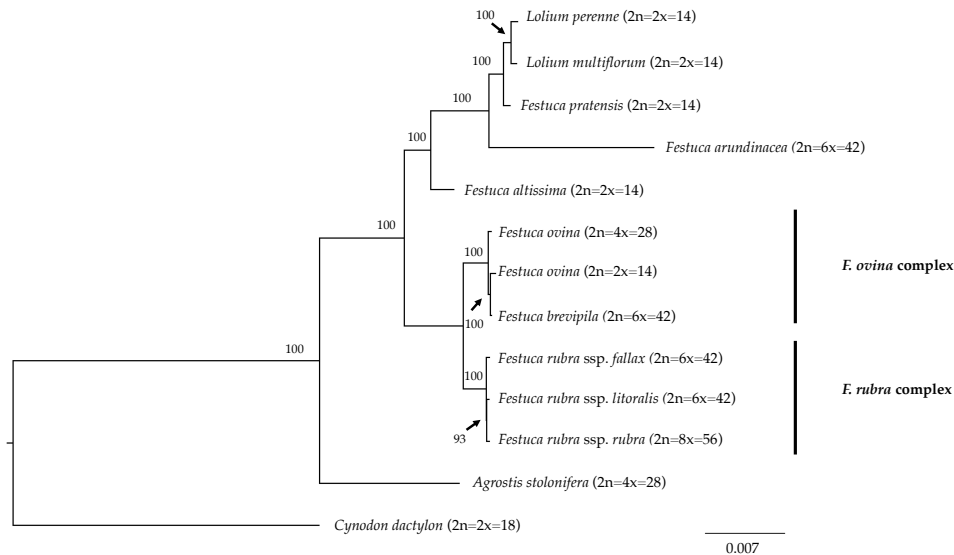 100
Lolium perenne (2n=2x=14)
100
Lolium multiflorum (2n=2x=14)
100
Festuca pratensis (2n=2x=14)
100
Festuca arundinacea (2n=6x=42)
Festuca altissima (2n=2x=14)
100
Festuca ovina (2n=4x=28)
100
Festuca ovina (2n=2x=14)
F. ovina complex
Festuca brevipila (2n=6x=42)
100
Festuca rubra ssp. fallax (2n=6x=42)
100
100
F. rubra complex
Festuca rubra ssp. litoralis (2n=6x=42)
Festuca rubra ssp. rubra (2n=8x=56)
93
Agrostis stolonifera (2n=4x=28)
Cynodon dactylon (2n=2x=18)
0.007